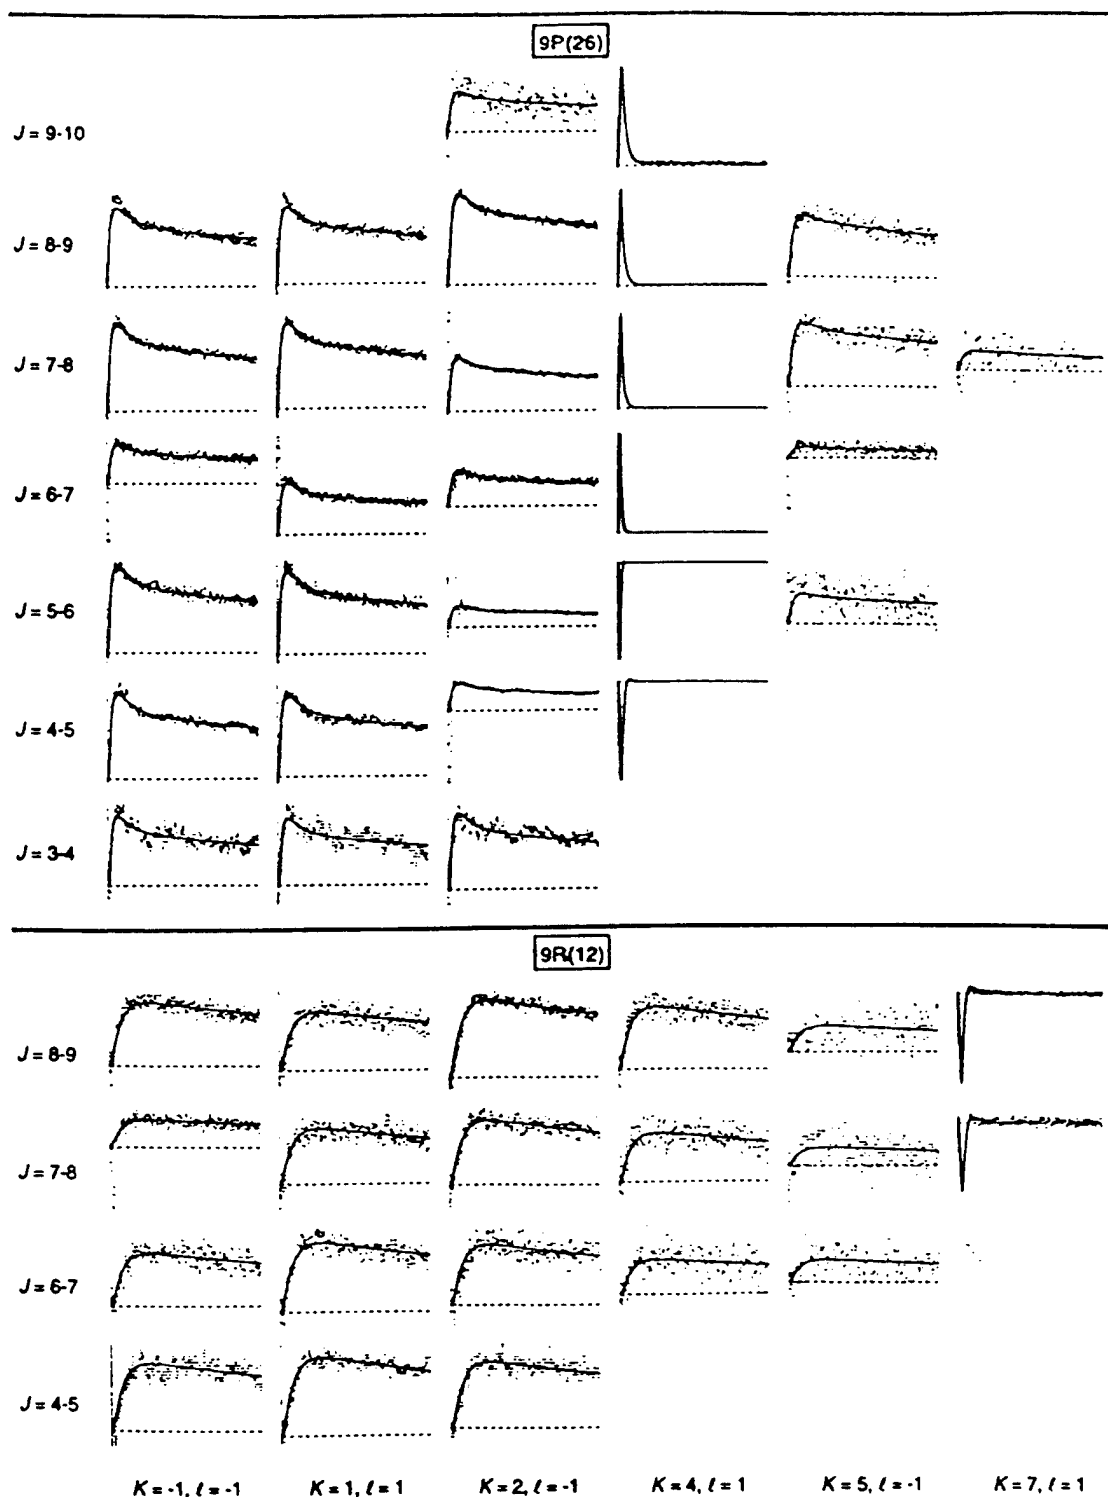 9P(26)
J = 9-10
J = 8-9
J = 7-8
J = 6-7
J = 5-6
J = 4-5
J = 3-4
9R(12)
J = 8-9
J = 7-8
J = 6-7
J = 4-5
K = -1, ℓ = -1 K = 1, ℓ = 1 K = 2, ℓ = -1 K = 4, ℓ = 1 K = 5, ℓ = -1 K = 7, ℓ = 1